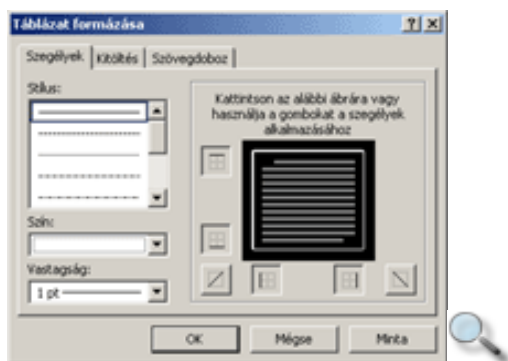 Táblázat formázása
Szegélyek Kitöltés Szövegdoboz
Stílus:
Kattintson az alábbi ábrára vagy
használja a gombokat a szegélyek
alkalmazásához
Szín:
Vastagság:
1 pt
OK Mégse Minta